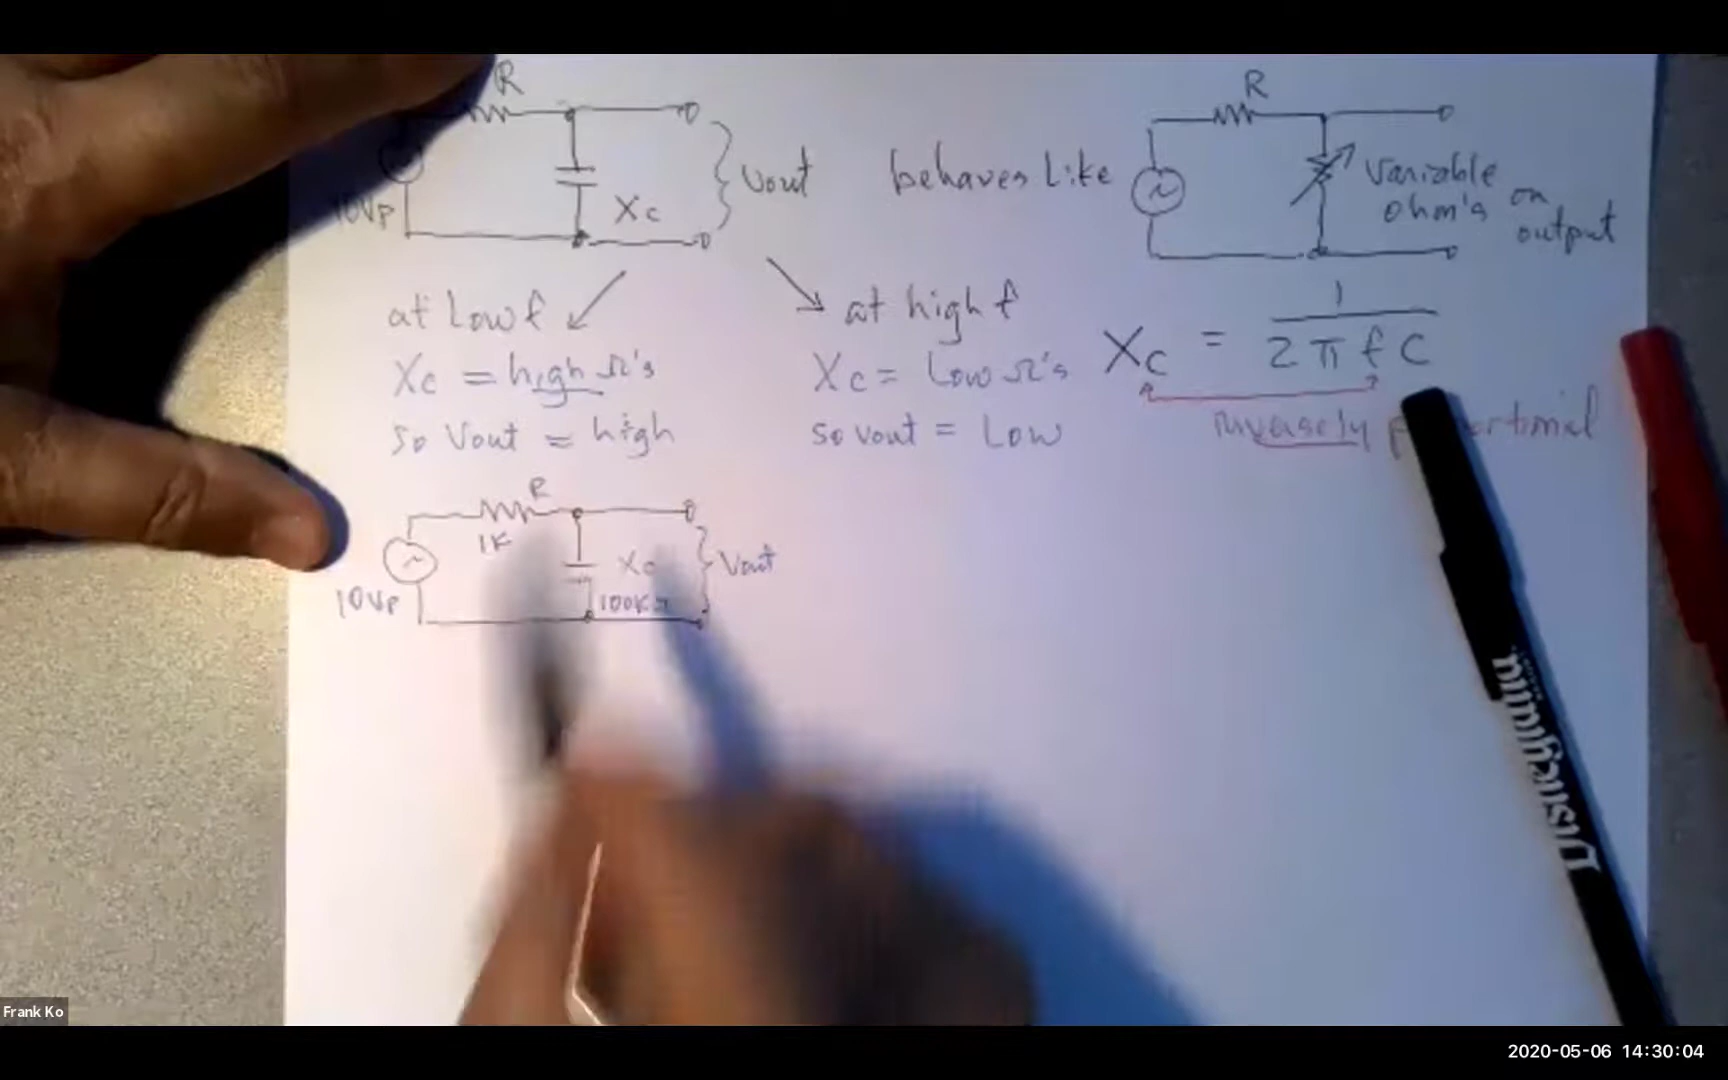 R
10Vp
Xc
Vout
behaves like
R
variable
ohm's on
output
at Low f
Xc = high Ω's
so Vout = high
at high f
Xc = Low Ω's
so vout = Low
Xc = 1
2πfC
inversely
R
1K
10Vp
Xc
100K
Vout
Frank Ko
2020-05-06 14:30:04